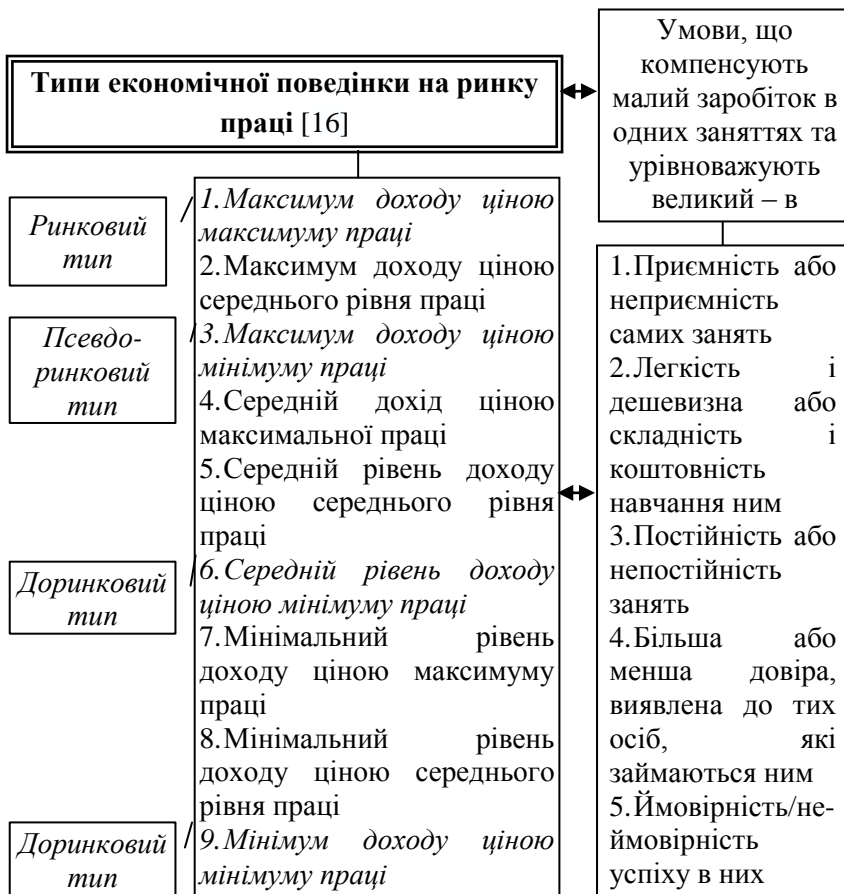 Типи економічної поведінки на ринку
праці [16]
Умови, що
компенсують
малий заробіток в
одних заняттях та
урівноважують
великий – в
Ринковий
тип
Псевдо-
ринковий
тип
Доринковий
тип
Доринковий
тип
1.Максимум доходу ціною
максимуму праці
2.Максимум доходу ціною
середнього рівня праці
3.Максимум доходу ціною
мінімуму праці
4.Середній дохід ціною
максимальної праці
5.Середній рівень доходу
ціною середнього рівня
праці
6.Середній рівень доходу
ціною мінімуму праці
7.Мінімальний рівень
доходу ціною максимуму
праці
8.Мінімальний рівень
доходу ціною середнього
рівня праці
9.Мінімум доходу ціною
мінімуму праці
1.Приємність або
неприємність
самих занять
2.Легкість і
дешевизна або
складність і
коштовність
навчання ним
3.Постійність або
непостійність
занять
4.Більша або
менша довіра,
виявлена до тих
осіб, які
займаються ним
5.Ймовірність/не-
ймовірність
успіху в них